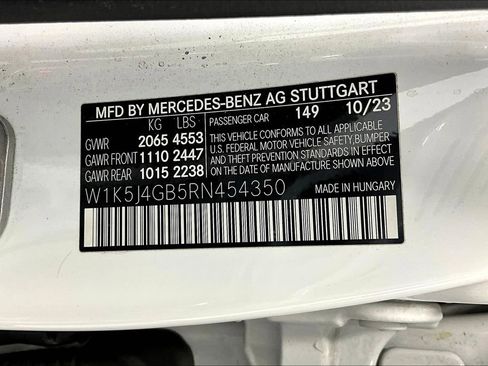 MFD BY MERCEDES-BENZ AG STUTTGART
KG LBS
PASSENGER CAR 149 10/23
GVWR 2065 4553
GAWR FRONT 1110 2447
GAWR REAR 1015 2238
THIS VEHICLE CONFORMS TO ALL APPLICABLE
U.S. FEDERAL MOTOR VEHICLE SAFETY, BUMPER
AND THEFT PREVENTION STANDARDS IN EFFECT
ON THE DATE OF MANUFACTURE SHOWN ABOVE.
W1K5J4GB5RN454350
MADE IN HUNGARY